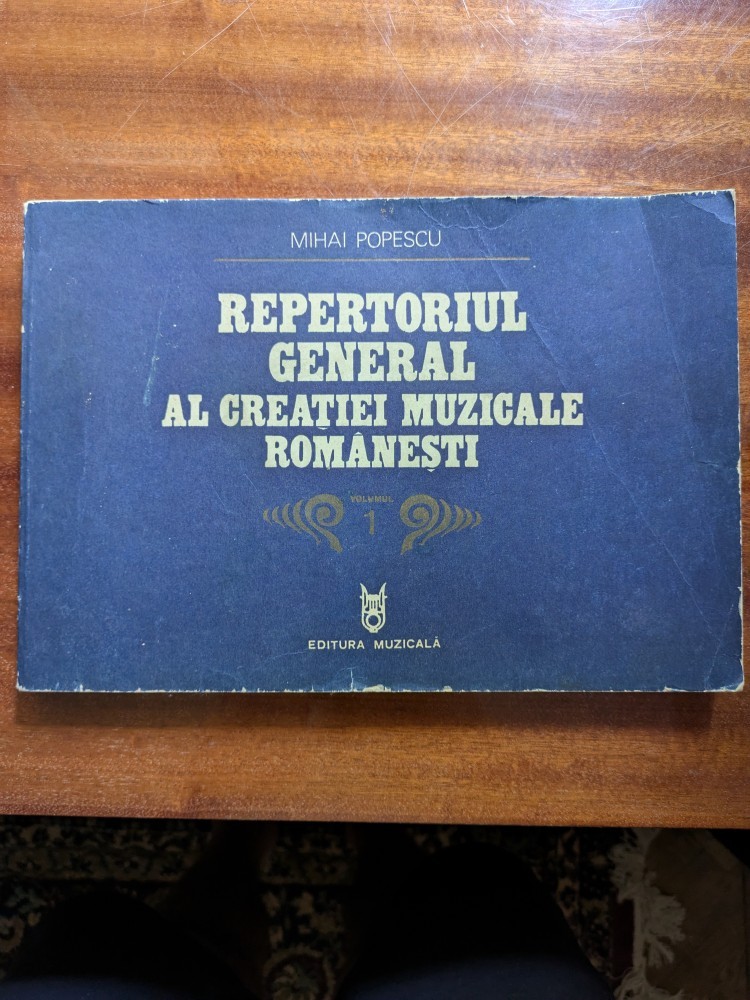 MIHAI POPESCU
REPERTORIUL
GENERAL
AL CREAȚIEI MUZICALE
ROMÂNEȘTI
VOLUMUL
1
EDITURA MUZICALĂ